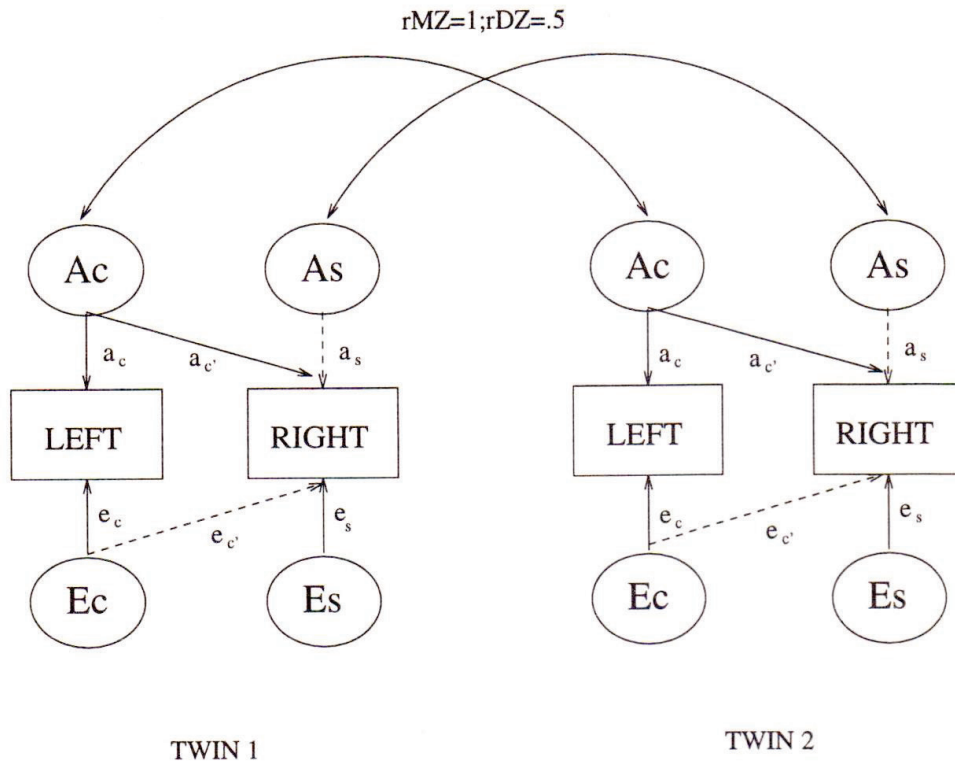 rMZ=1;rDZ=.5
Ac As Ac As
a c a c' a s a c a c' a s
LEFT RIGHT LEFT RIGHT
e c e c' e s e c e c' e s
Ec Es Ec Es
TWIN 1 TWIN 2